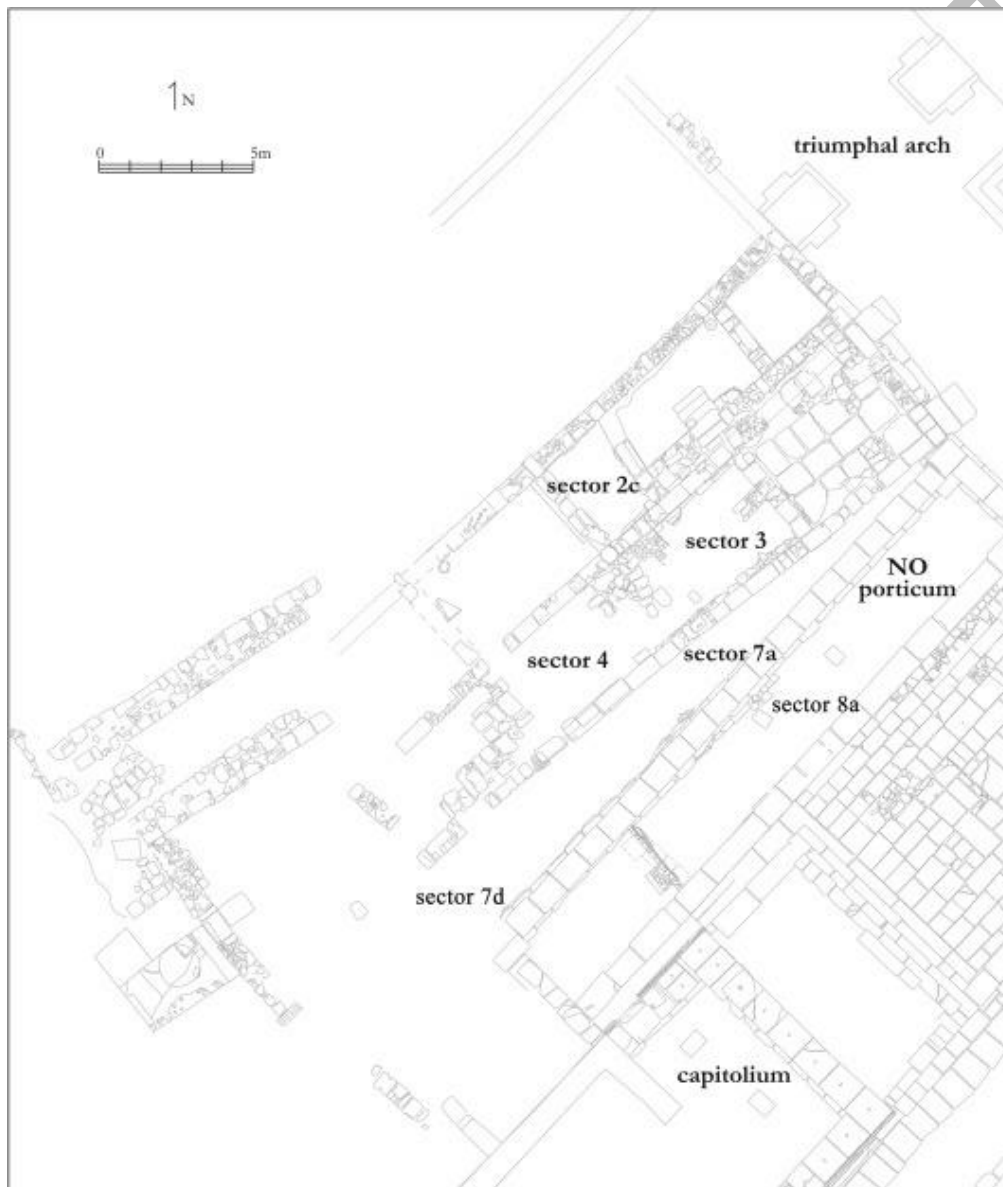 N
0 5m
triumphal arch
sector 2c
sector 3
NO
porticum
sector 4
sector 7a
sector 8a
sector 7d
capitolium